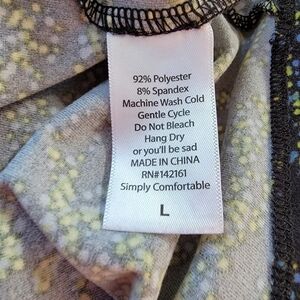 92% Polyester
8% Spandex
Machine Wash Cold
Gentle Cycle
Do Not Bleach
Hang Dry
or you'll be sad
MADE IN CHINA
RN#142161
Simply Comfortable
L